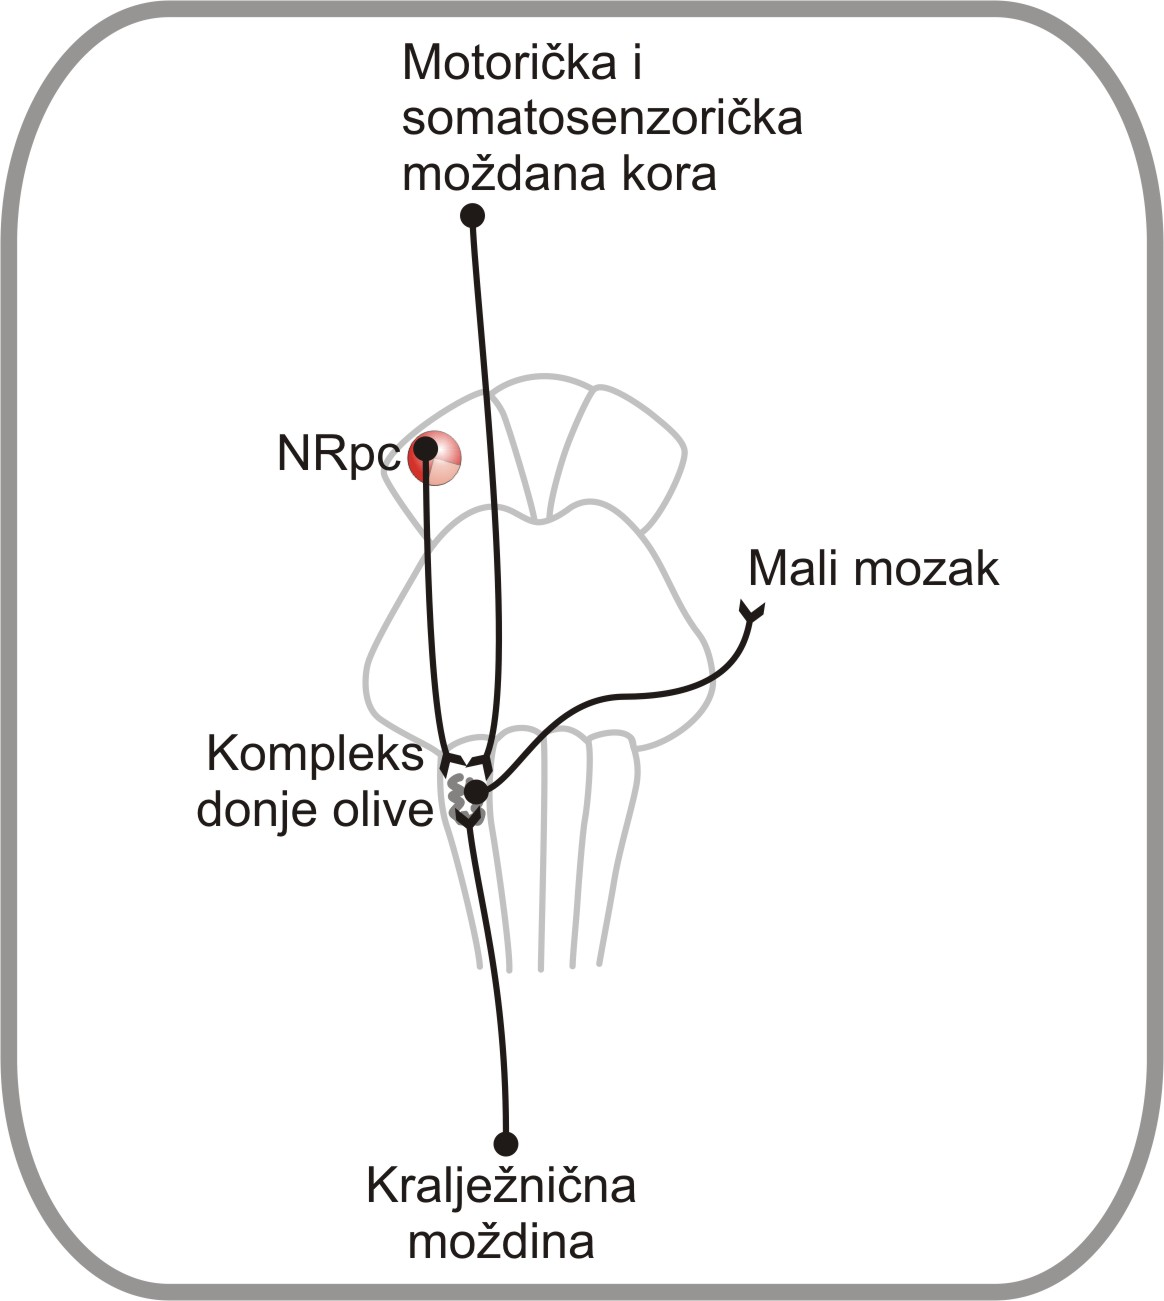 Motorička i
somatosenzorička
moždana kora
NRpc
Mali mozak
Kompleks
donje olive
Kralježnična
moždina